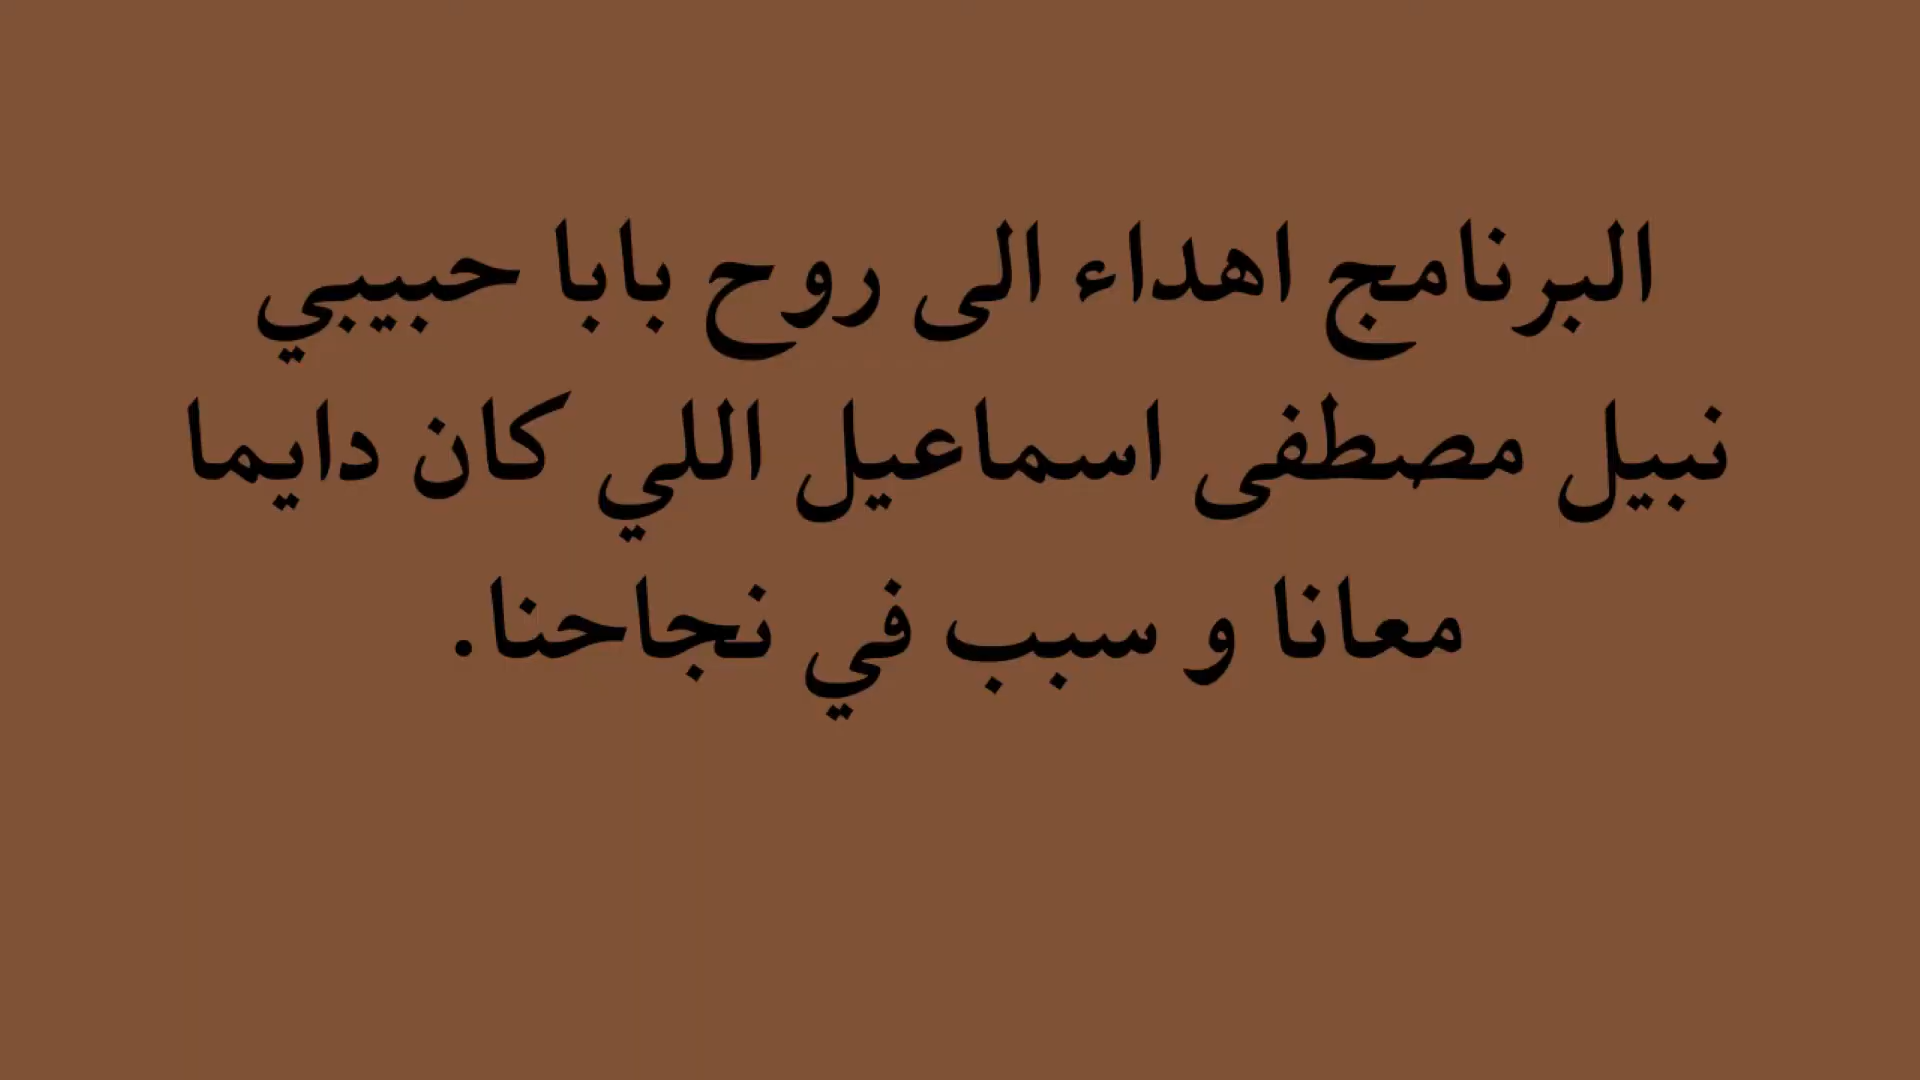 البرنامج اهداء الى روح بابا حبيبي
نبيل مصطفى اسماعيل اللي كان دايما
معانا و سبب في نجاحنا.